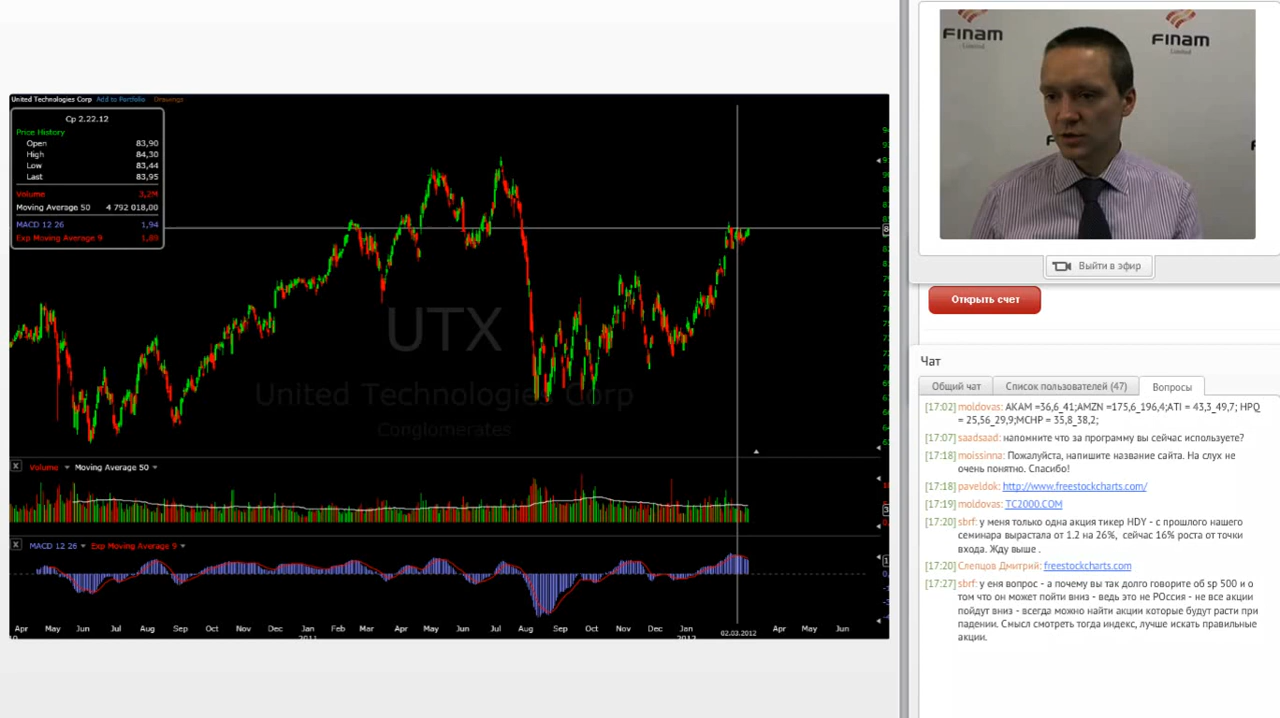 United Technologies Corp Add to Portfolio Drawings
Ср 2.22.12
Price History
Open 83,90
High 84,30
Low 83,44
Last 83,95
Volume 3,2M
Moving Average 50 4 792 018,00
MACD 12 26 1,94
Exp Moving Average 9 1,89
UTX
United Technologies Corp
Conglomerates
Volume Moving Average 50
MACD 12 26 Exp Moving Average 9
Apr May Jun Jul Aug Sep Oct Nov Dec Jan Feb Mar Apr May Jun Jul Aug Sep Oct Nov Dec Jan Apr May Jun
2011 2012 02.03.2012
FINAM
Limited
FINAM
Limited
Выйти в эфир
Открыть счет
Чат
Общий чат Список пользователей (47) Вопросы
[17:02] moldovas: AKAM =36,6_41;AMZN =175,6_196,4;ATI = 43,3_49,7; HPQ
= 25,56_29,9;MCHP = 35,8_38,2;
[17:07] saadsaad: напомните что за программу вы сейчас используете?
[17:18] moissinna: Пожалуйста, напишите название сайта. На слух не
очень понятно. Спасибо!
[17:18] paveldok: http://www.freestockcharts.com/
[17:19] moldovas: TC2000.COM
[17:20] sbrf: у меня только одна акция тикер HDY - с прошлого нашего
семинара вырастала от 1.2 на 26%, сейчас 16% роста от точки
входа. Жду выше .
[17:20] Слепцов Дмитрий: freestockcharts.com
[17:27] sbrf: у еня вопрос - а почему вы так долго говорите об sp 500 и о
том что он может пойти вниз - ведь это не РОссия - не все акции
пойдут вниз - всегда можно найти акции которые будут расти при
падении. Смысл смотреть тогда индекс, лучше искать правильные
акции.